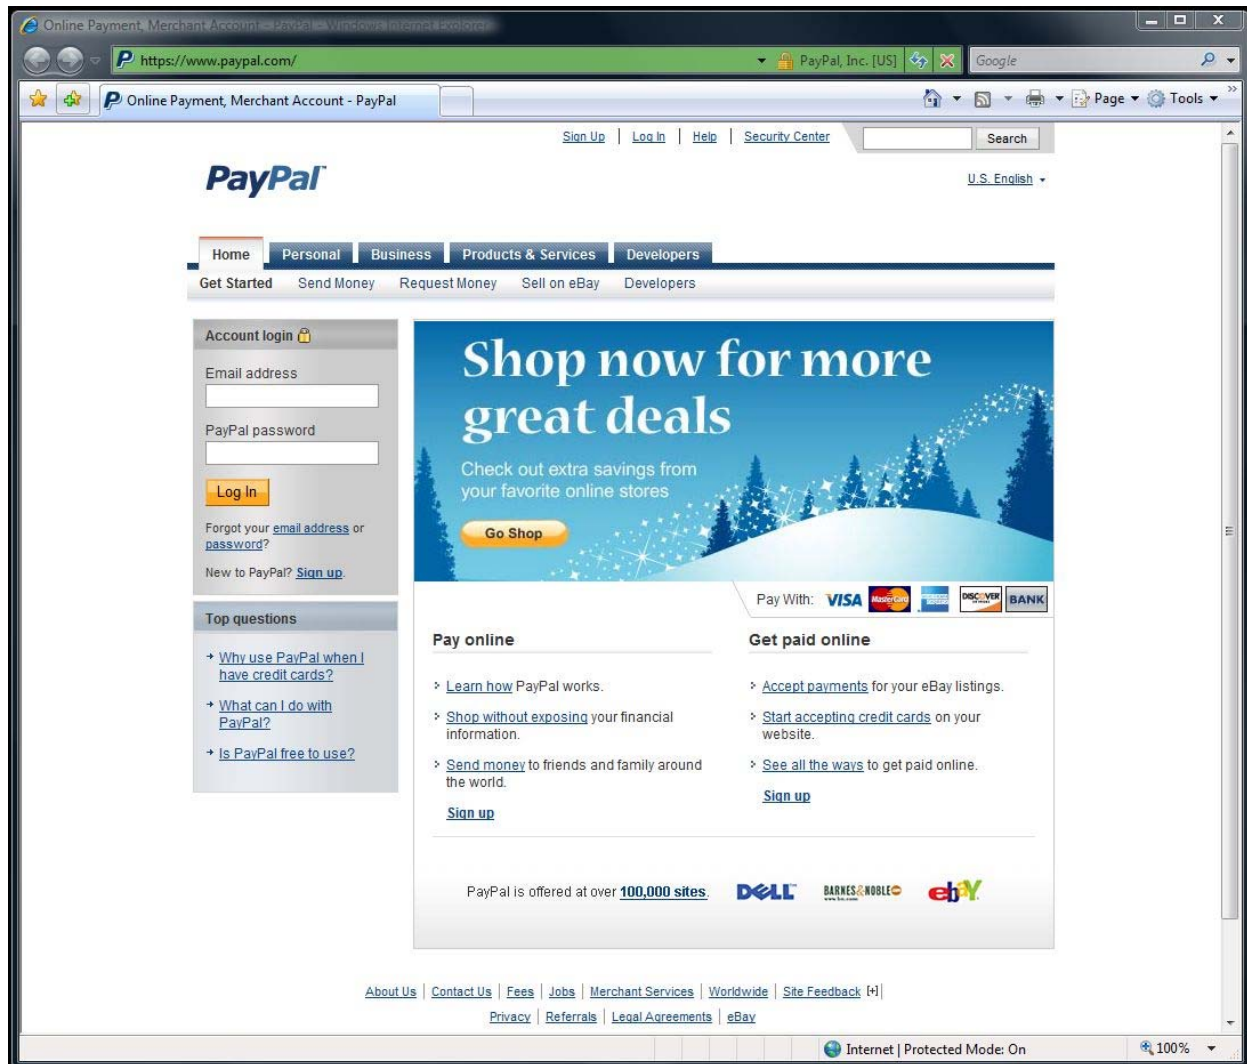 Online Payment, Merchant Account - PayPal - Windows Internet Explorer
https://www.paypal.com/
PayPal, Inc. [US]
Google
Online Payment, Merchant Account - PayPal
Page
Tools
Sign Up | Log In | Help | Security Center
Search
PayPal
U.S. English
Home Personal Business Products & Services Developers
Get Started Send Money Request Money Sell on eBay Developers
Account login
Email address
PayPal password
Log In
Forgot your email address or
password?
New to PayPal? Sign up.
Top questions
Why use PayPal when I
have credit cards?
What can I do with
PayPal?
Is PayPal free to use?
Shop now for more
great deals
Check out extra savings from
your favorite online stores
Go Shop
Pay With: VISA MasterCard DISCOVER BANK
Pay online
Learn how PayPal works.
Shop without exposing your financial
information.
Send money to friends and family around
the world.
Sign up
Get paid online
Accept payments for your eBay listings.
Start accepting credit cards on your
website.
See all the ways to get paid online.
Sign up
PayPal is offered at over 100,000 sites.
DELL
BARNES & NOBLE
www.bn.com
ebay
About Us | Contact Us | Fees | Jobs | Merchant Services | Worldwide | Site Feedback [+] |
Privacy | Referrals | Legal Agreements | eBay
Internet | Protected Mode: On
100%